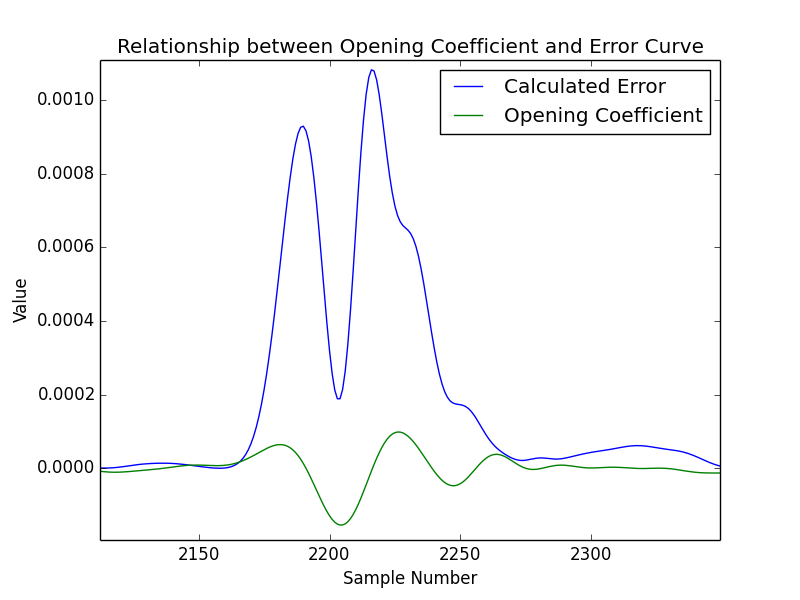 Relationship between Opening Coefficient and Error Curve
Calculated Error
Opening Coefficient
0.0010
0.0008
0.0006
0.0004
0.0002
0.0000
Value
2150 2200 2250 2300
Sample Number